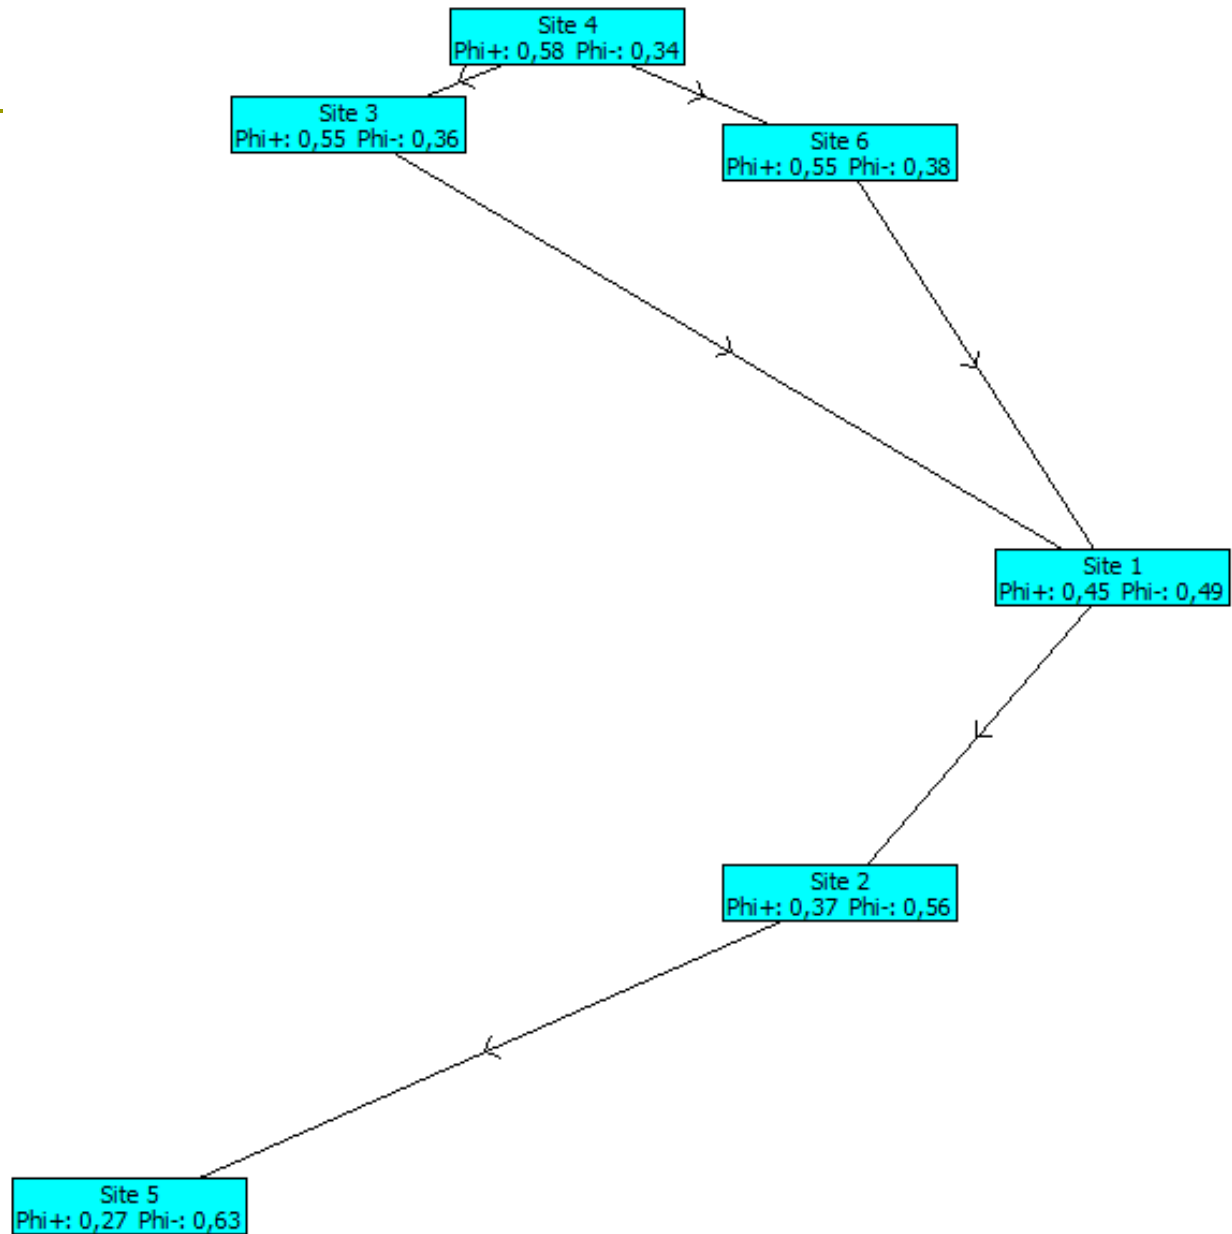 Site 4
Phi+: 0,58 Phi-: 0,34
Site 3
Phi+: 0,55 Phi-: 0,36
Site 6
Phi+: 0,55 Phi-: 0,38
Site 1
Phi+: 0,45 Phi-: 0,49
Site 2
Phi+: 0,37 Phi-: 0,56
Site 5
Phi+: 0,27 Phi-: 0,63